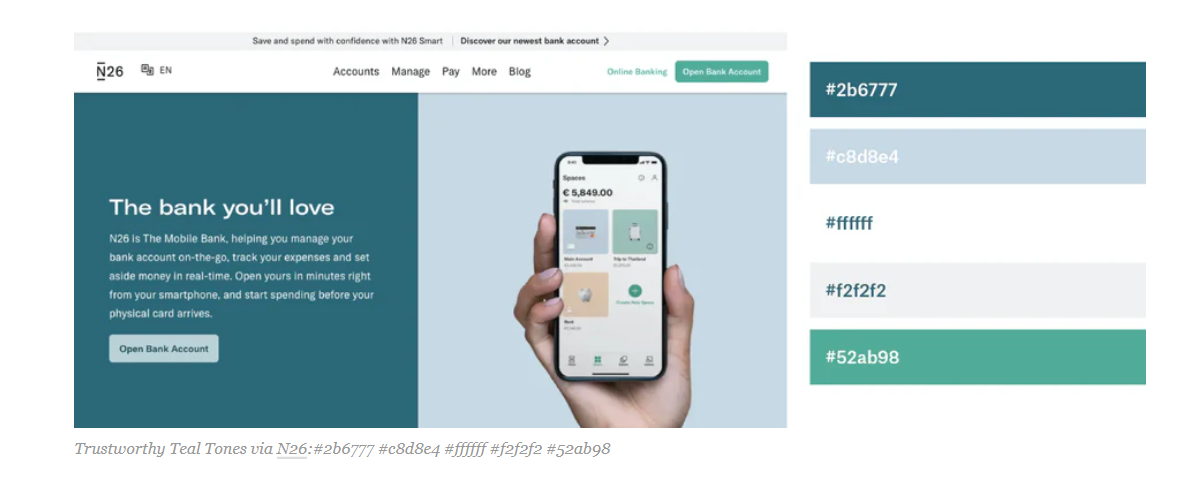 Save and spend with confidence with N26 Smart | Discover our newest bank account >
N26 EN Accounts Manage Pay More Blog Online Banking Open Bank Account
The bank you'll love
N26 is The Mobile Bank, helping you manage your
bank account on-the-go, track your expenses and set
aside money in real-time. Open yours in minutes right
from your smartphone, and start spending before your
physical card arrives.
Open Bank Account
Spaces
€ 5,849.00
Main Account
Trip to Thailand
Create New Space
#2b6777
#c8d8e4
#ffffff
#f2f2f2
#52ab98
Trustworthy Teal Tones via N26:#2b6777 #c8d8e4 #ffffff #f2f2f2 #52ab98